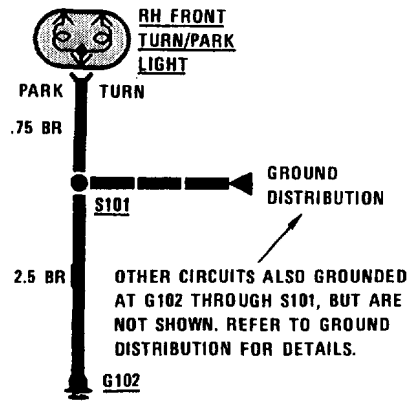 RH FRONT
TURN/PARK
LIGHT
PARK TURN
.75 BR
GROUND
DISTRIBUTION
S101
2.5 BR
OTHER CIRCUITS ALSO GROUNDED
AT G102 THROUGH S101, BUT ARE
NOT SHOWN. REFER TO GROUND
DISTRIBUTION FOR DETAILS.
G102